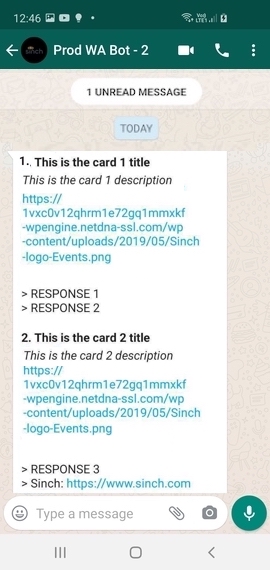 12:46
sinch
Prod WA Bot - 2
1 UNREAD MESSAGE
TODAY
1. This is the card 1 title
This is the card 1 description
https://
1vxc0v12qhrm1e72gq1mmxkf
-wpengine.netdna-ssl.com/wp
-content/uploads/2019/05/Sinch
-logo-Events.png
> RESPONSE 1
> RESPONSE 2
2. This is the card 2 title
This is the card 2 description
https://
1vxc0v12qhrm1e72gq1mmxkf
-wpengine.netdna-ssl.com/wp
-content/uploads/2019/05/Sinch
-logo-Events.png
> RESPONSE 3
> Sinch: https://www.sinch.com
Type a message